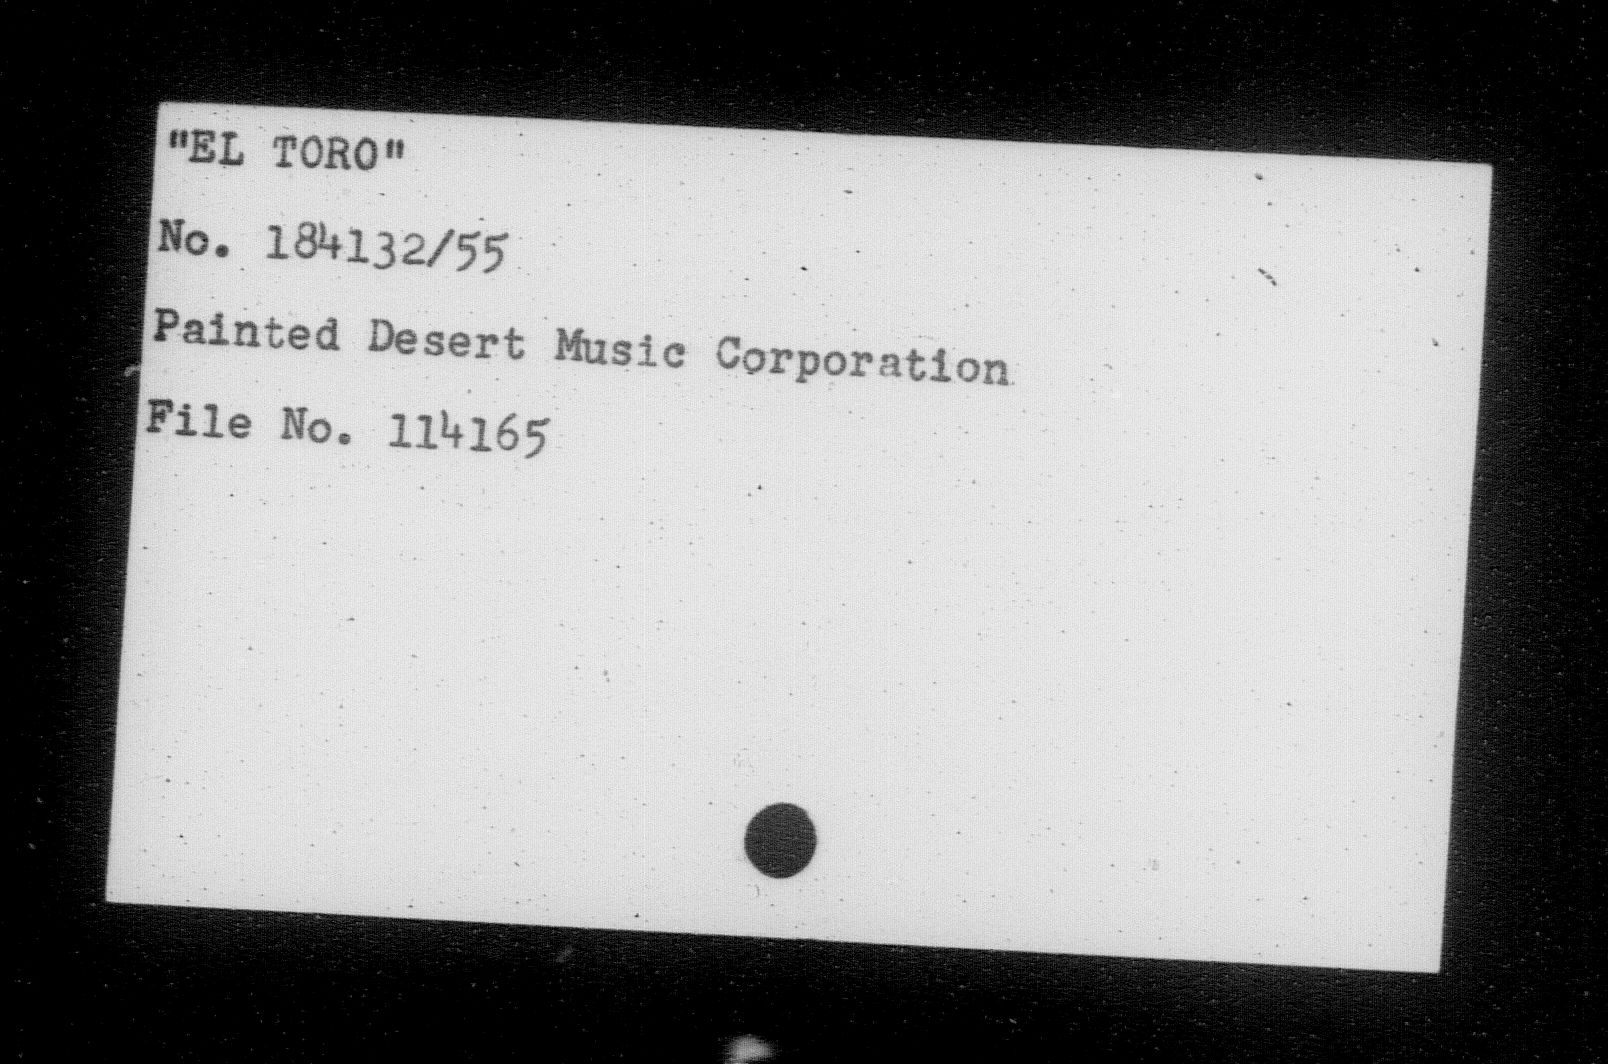 "EL TORO"
No. 184132/55
Painted Desert Music Corporation
File No. 114165